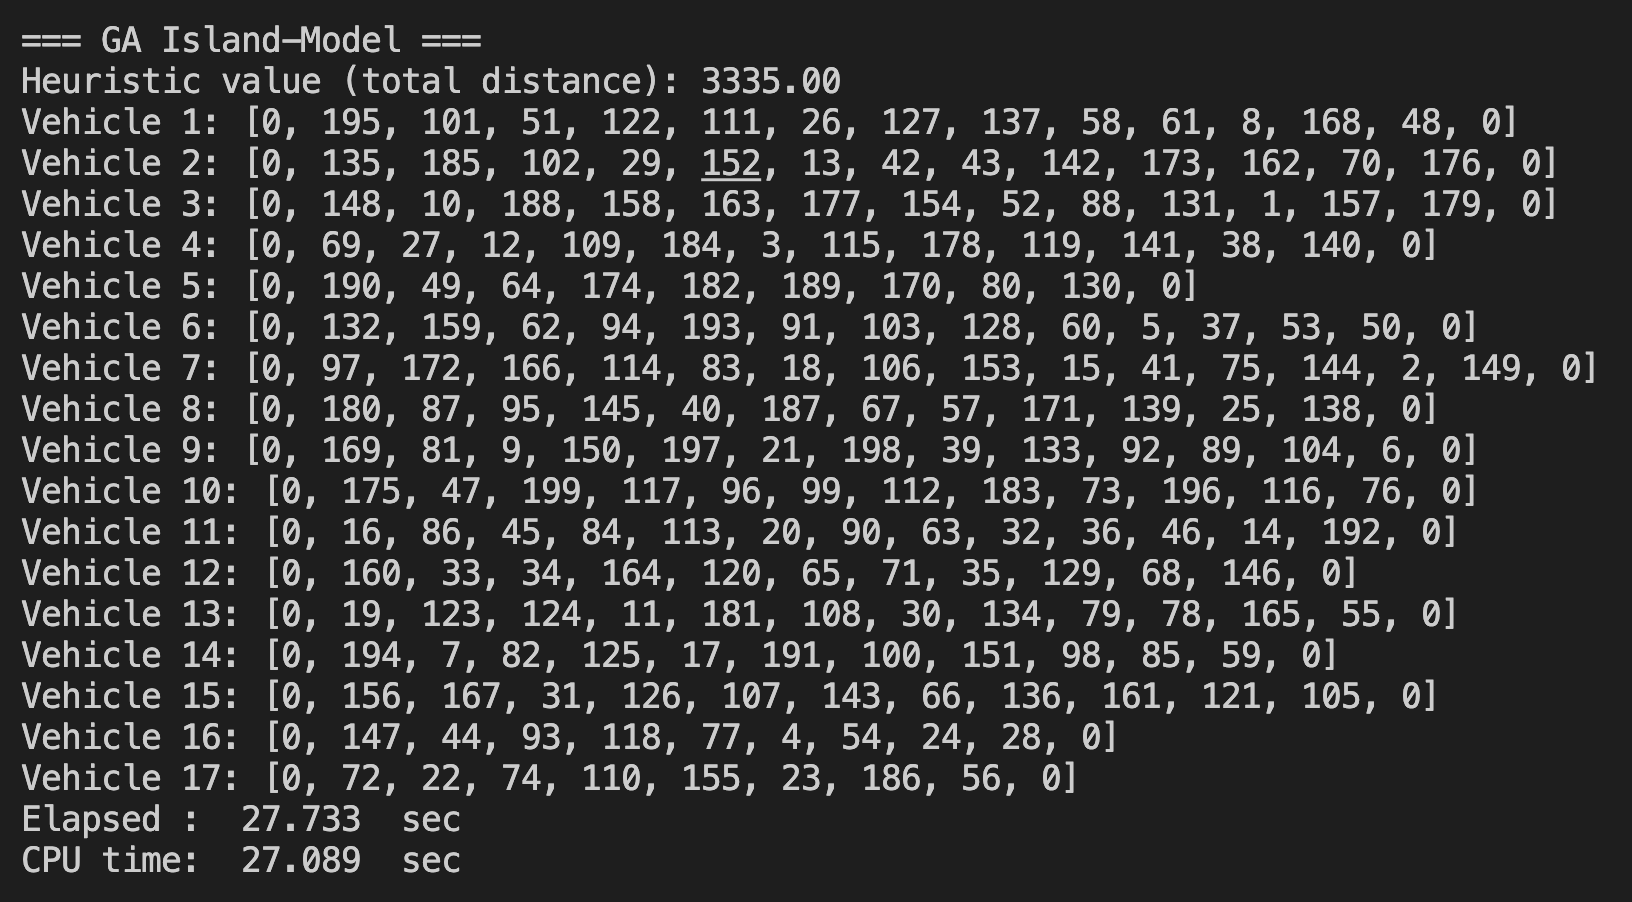 === GA Island–Model ===
Heuristic value (total distance): 3335.00
Vehicle 1: [0, 195, 101, 51, 122, 111, 26, 127, 137, 58, 61, 8, 168, 48, 0]
Vehicle 2: [0, 135, 185, 102, 29, 152, 13, 42, 43, 142, 173, 162, 70, 176, 0]
Vehicle 3: [0, 148, 10, 188, 158, 163, 177, 154, 52, 88, 131, 1, 157, 179, 0]
Vehicle 4: [0, 69, 27, 12, 109, 184, 3, 115, 178, 119, 141, 38, 140, 0]
Vehicle 5: [0, 190, 49, 64, 174, 182, 189, 170, 80, 130, 0]
Vehicle 6: [0, 132, 159, 62, 94, 193, 91, 103, 128, 60, 5, 37, 53, 50, 0]
Vehicle 7: [0, 97, 172, 166, 114, 83, 18, 106, 153, 15, 41, 75, 144, 2, 149, 0]
Vehicle 8: [0, 180, 87, 95, 145, 40, 187, 67, 57, 171, 139, 25, 138, 0]
Vehicle 9: [0, 169, 81, 9, 150, 197, 21, 198, 39, 133, 92, 89, 104, 6, 0]
Vehicle 10: [0, 175, 47, 199, 117, 96, 99, 112, 183, 73, 196, 116, 76, 0]
Vehicle 11: [0, 16, 86, 45, 84, 113, 20, 90, 63, 32, 36, 46, 14, 192, 0]
Vehicle 12: [0, 160, 33, 34, 164, 120, 65, 71, 35, 129, 68, 146, 0]
Vehicle 13: [0, 19, 123, 124, 11, 181, 108, 30, 134, 79, 78, 165, 55, 0]
Vehicle 14: [0, 194, 7, 82, 125, 17, 191, 100, 151, 98, 85, 59, 0]
Vehicle 15: [0, 156, 167, 31, 126, 107, 143, 66, 136, 161, 121, 105, 0]
Vehicle 16: [0, 147, 44, 93, 118, 77, 4, 54, 24, 28, 0]
Vehicle 17: [0, 72, 22, 74, 110, 155, 23, 186, 56, 0]
Elapsed :  27.733  sec
CPU time:  27.089  sec